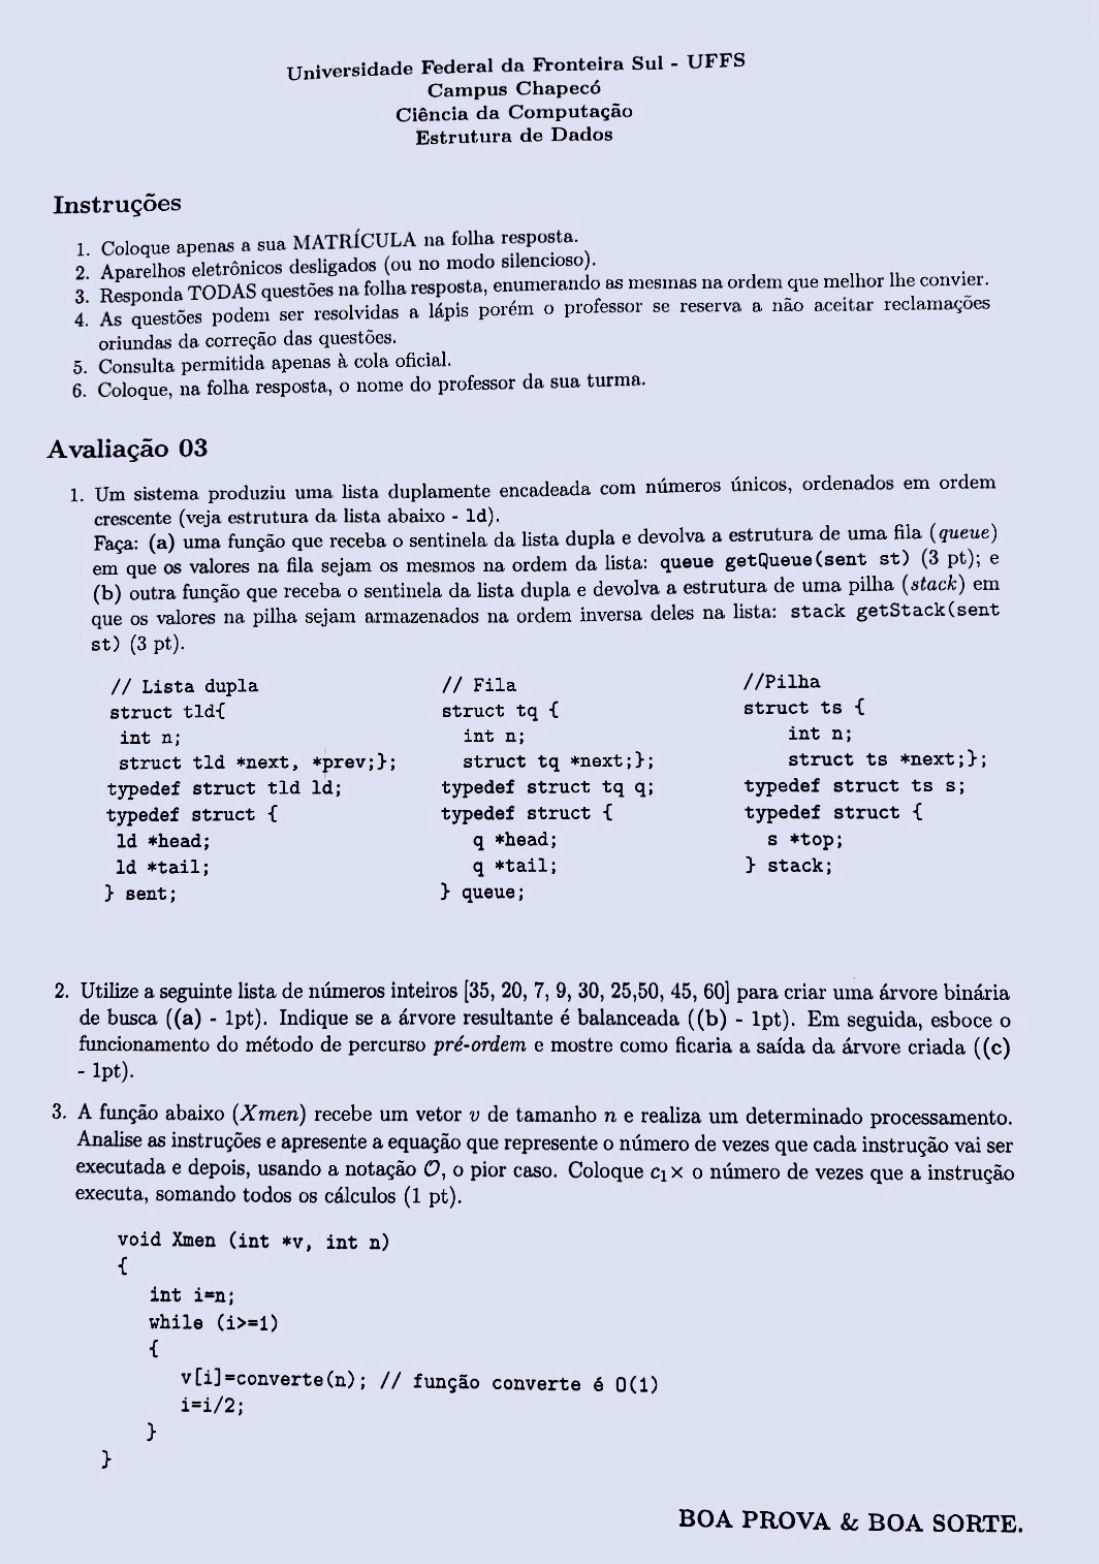 Universidade Federal da Fronteira Sul - UFFS
Campus Chapecó
Ciência da Computação
Estrutura de Dados
Instruções
1. Coloque apenas a sua MATRÍCULA na folha resposta.
2. Aparelhos eletrônicos desligados (ou no modo silencioso).
3. Responda TODAS questões na folha resposta, enumerando as mesmas na ordem que melhor lhe convier.
4. As questões podem ser resolvidas a lápis porém o professor se reserva a não aceitar reclamações
oriundas da correção das questões.
5. Consulta permitida apenas à cola oficial.
6. Coloque, na folha resposta, o nome do professor da sua turma.
Avaliação 03
1. Um sistema produziu uma lista duplamente encadeada com números únicos, ordenados em ordem
crescente (veja estrutura da lista abaixo - ld).
Faça: (a) uma função que receba o sentinela da lista dupla e devolva a estrutura de uma fila (queue)
em que os valores na fila sejam os mesmos na ordem da lista: queue getQueue(sent st) (3 pt); e
(b) outra função que receba o sentinela da lista dupla e devolva a estrutura de uma pilha (stack) em
que os valores na pilha sejam armazenados na ordem inversa deles na lista: stack getStack(sent
st) (3 pt).
// Lista dupla
struct tld{
int n;
struct tld *next, *prev;};
typedef struct tld ld;
typedef struct {
ld *head;
ld *tail;
} sent;
// Fila
struct tq {
int n;
struct tq *next;};
typedef struct tq q;
typedef struct {
q *head;
q *tail;
} queue;
//Pilha
struct ts {
int n;
struct ts *next;};
typedef struct ts s;
typedef struct {
s *top;
} stack;
2. Utilize a seguinte lista de números inteiros [35, 20, 7, 9, 30, 25,50, 45, 60] para criar uma árvore binária
de busca ((a) - 1pt). Indique se a árvore resultante é balanceada ((b) - 1pt). Em seguida, esboce o
funcionamento do método de percurso pré-ordem e mostre como ficaria a saída da árvore criada ((c)
- 1pt).
3. A função abaixo (Xmen) recebe um vetor v de tamanho n e realiza um determinado processamento.
Analise as instruções e apresente a equação que represente o número de vezes que cada instrução vai ser
executada e depois, usando a notação O, o pior caso. Coloque c₁× o número de vezes que a instrução
executa, somando todos os cálculos (1 pt).
void Xmen (int *v, int n)
{
int i=n;
while (i>=1)
{
v[i]=converte(n); // função converte é O(1)
i=i/2;
}
}
BOA PROVA & BOA SORTE.